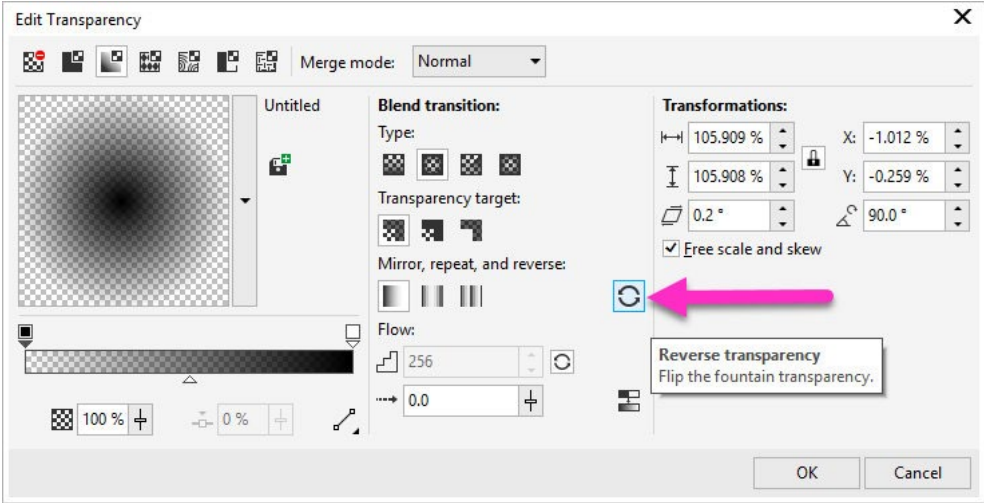 Edit Transparency
Merge mode: Normal
Untitled
Blend transition:
Type:
Transparency target:
Mirror, repeat, and reverse:
Flow:
256
0.0
100 %
0 %
Transformations:
105.909 % X: -1.012 %
105.908 % Y: -0.259 %
0.2 ° 90.0 °
Free scale and skew
Reverse transparency
Flip the fountain transparency.
OK Cancel